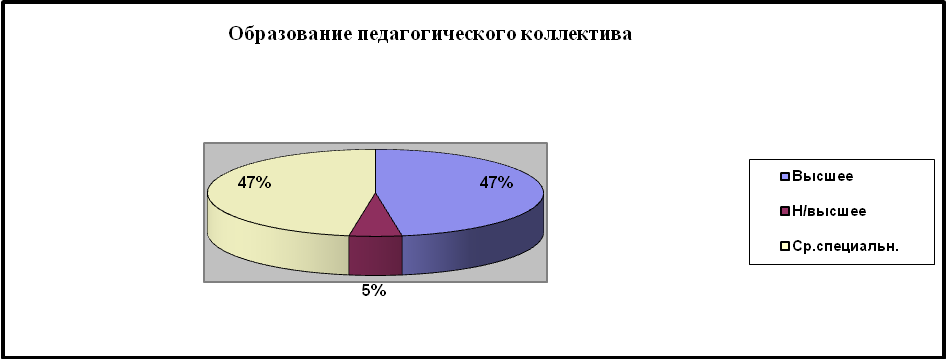 Образование педагогического коллектива
47%
47%
5%
Высшее
Н/высшее
Ср.специальн.